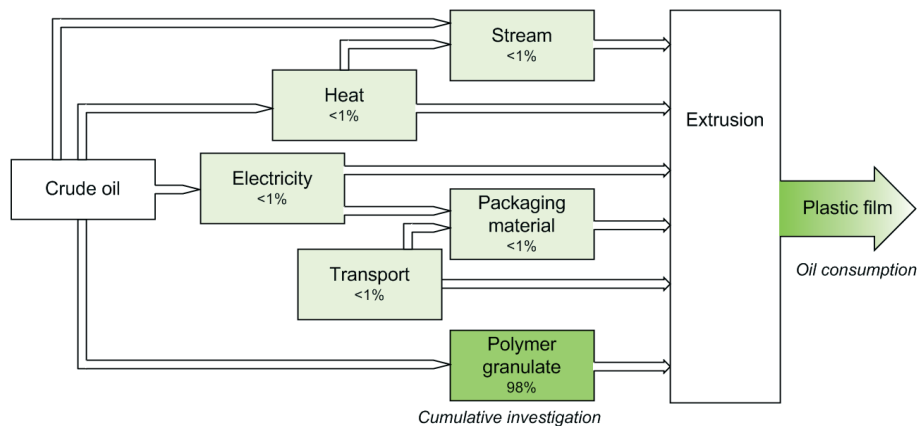 Stream
<1%
Heat
<1%
Extrusion
Crude oil
Electricity
<1%
Packaging
material
<1%
Plastic film
Transport
<1%
Oil consumption
Polymer
granulate
98%
Cumulative investigation